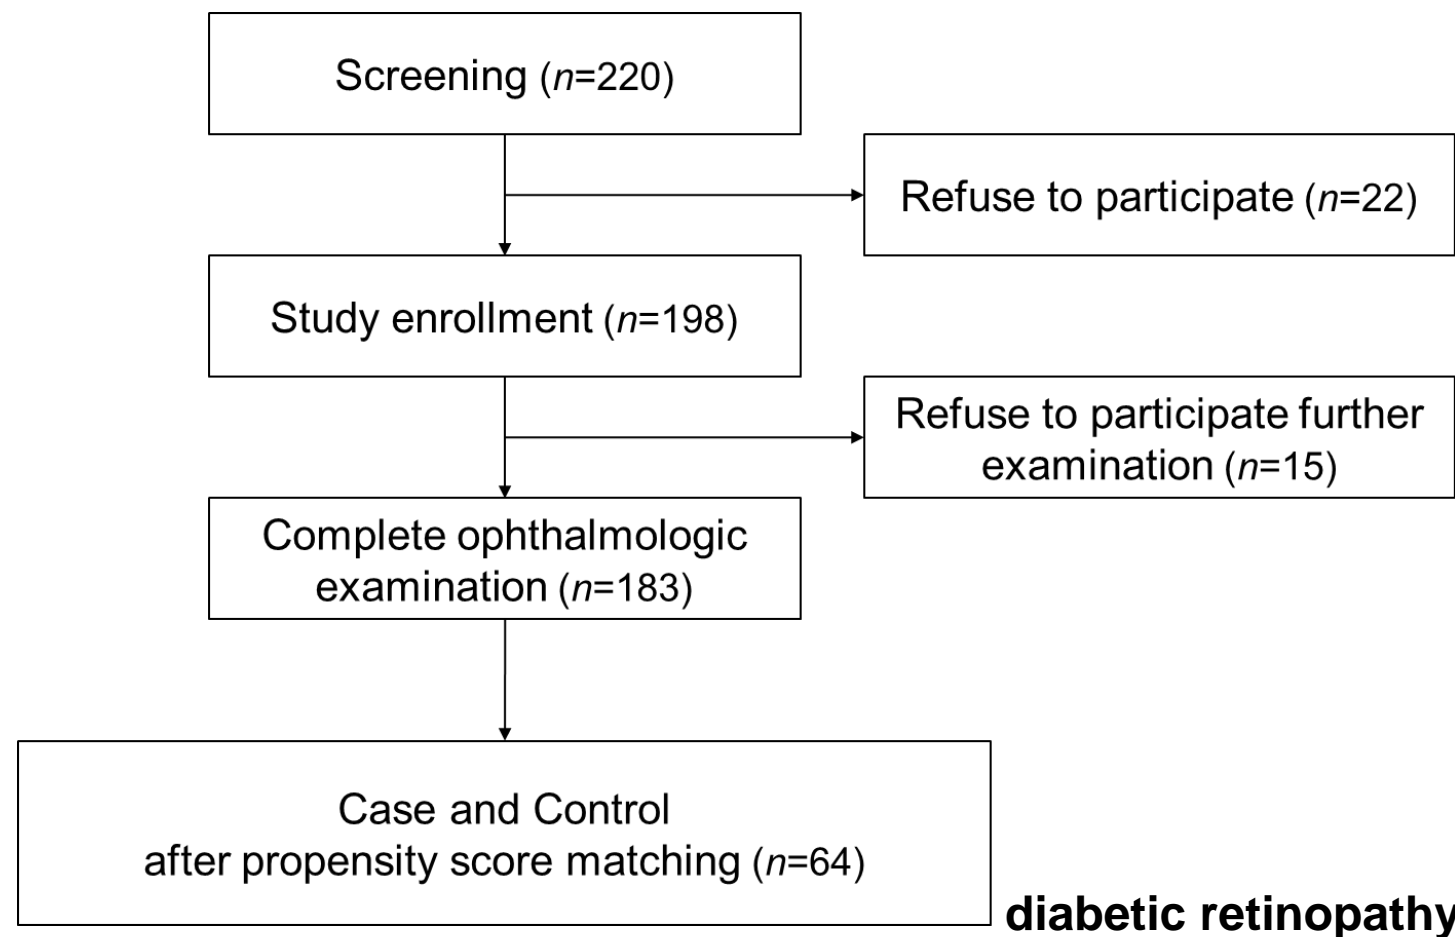 Screening (n=220)
Refuse to participate (n=22)
Study enrollment (n=198)
Refuse to participate further
examination (n=15)
Complete ophthalmologic
examination (n=183)
Case and Control
after propensity score matching (n=64)
diabetic retinopathy